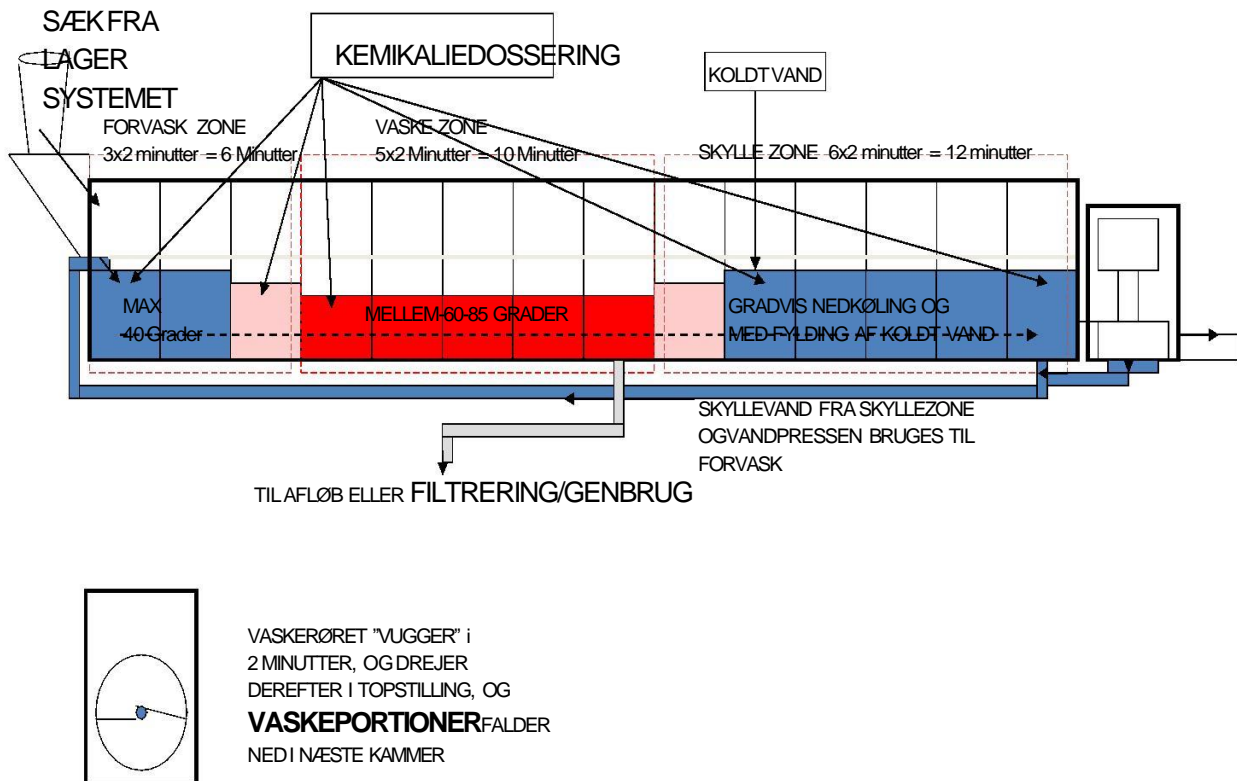 SÆK FRA
LAGER
SYSTEMET
KEMIKALIEDOSSERING
KOLDT VAND
FORVASK ZONE
3x2 minutter = 6 Minutter
VASKE ZONE
5x2 Minutter = 10 Minutter
SKYLLE ZONE 6x2 minutter = 12 minutter
MAX
40 Grader
MELLEM-60-85 GRADER
GRADVIS NEDKØLING OG
MED FYLDING AF KOLDT VAND
SKYLLEVAND FRA SKYLLEZONE
OGVANDPRESSEN BRUGES TIL
FORVASK
TIL AFLØB ELLER FILTRERING/GENBRUG
VASKERØRET "VUGGER" i
2 MINUTTER, OG DREJER
DEREFTER I TOPSTILLING, OG
VASKEPORTIONER FALDER
NED I NÆSTE KAMMER